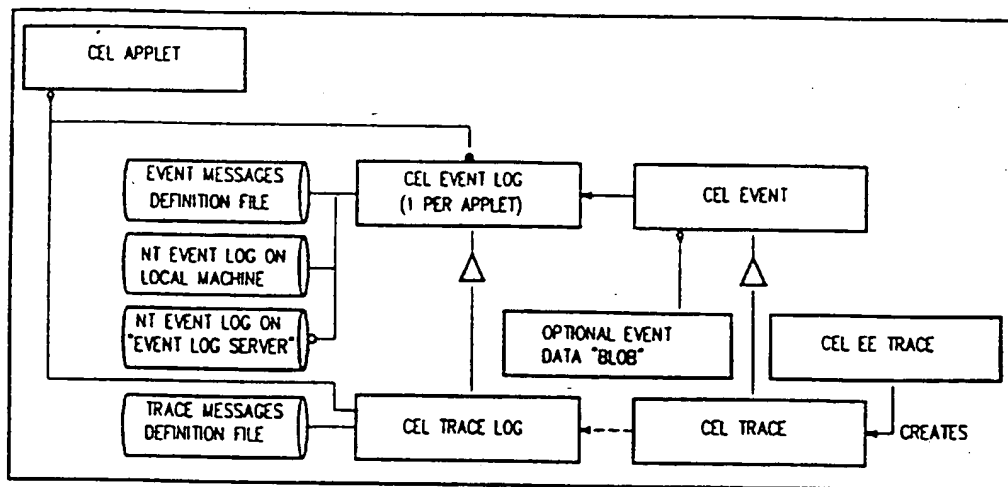 CEL APPLET
EVENT MESSAGES
DEFINITION FILE
CEL EVENT LOG
(1 PER APPLET)
CEL EVENT
NT EVENT LOG ON
LOCAL MACHINE
NT EVENT LOG ON
"EVENT LOG SERVER"
OPTIONAL EVENT
DATA "BLOB"
CEL EE TRACE
TRACE MESSAGES
DEFINITION FILE
CEL TRACE LOG
CEL TRACE
CREATES